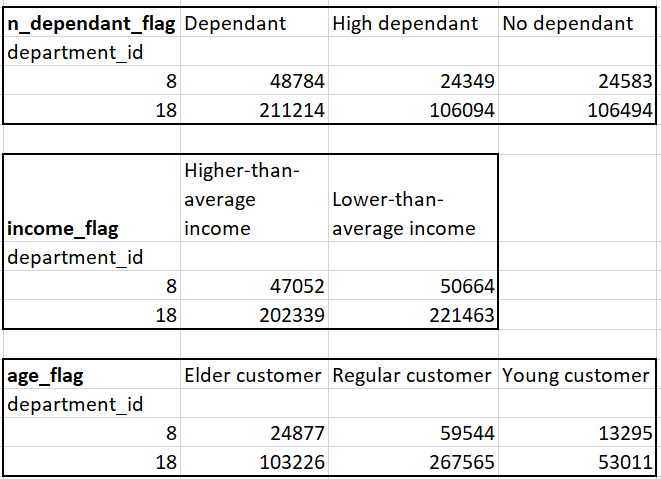 n_dependant_flag Dependant High dependant No dependant
department_id
8 48784 24349 24583
18 211214 106094 106494
Higher-than-
average Lower-than-
income_flag income average income
department_id
8 47052 50664
18 202339 221463
age_flag Elder customer Regular customer Young customer
department_id
8 24877 59544 13295
18 103226 267565 53011